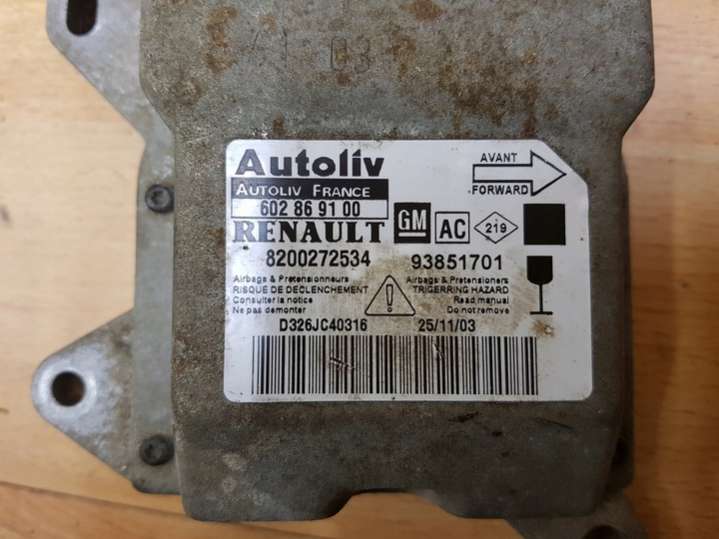 03
Autoliv
AUTOLIV FRANCE
602 86 91 00
AVANT
FORWARD
RENAULT GM AC 219
8200272534 93851701
Airbags & Pretensionneurs
RISQUE DE DECLENCHEMENT
Consulter la notice
Ne pas demonter
Airbags & Pretensioners
TRIGERRING HAZARD
Read manual
Do not remove
D326JC40316 25/11/03